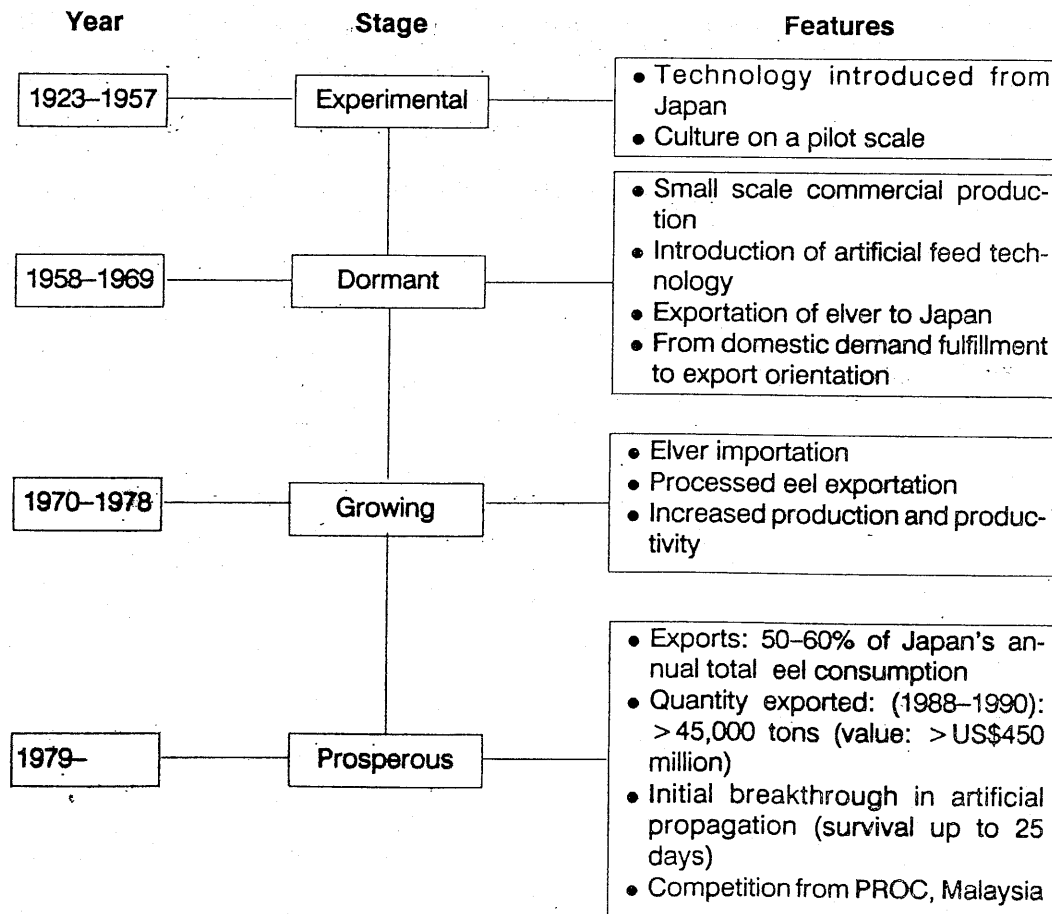 Year Stage Features
1923–1957 Experimental
• Technology introduced from
Japan
• Culture on a pilot scale
1958–1969 Dormant
• Small scale commercial produc-
tion
• Introduction of artificial feed tech-
nology
• Exportation of elver to Japan
• From domestic demand fulfillment
to export orientation
1970–1978 Growing
• Elver importation
• Processed eel exportation
• Increased production and produc-
tivity
1979– Prosperous
• Exports: 50–60% of Japan's an-
nual total eel consumption
• Quantity exported: (1988–1990):
>45,000 tons (value: >US$450
million)
• Initial breakthrough in artificial
propagation (survival up to 25
days)
• Competition from PROC, Malaysia